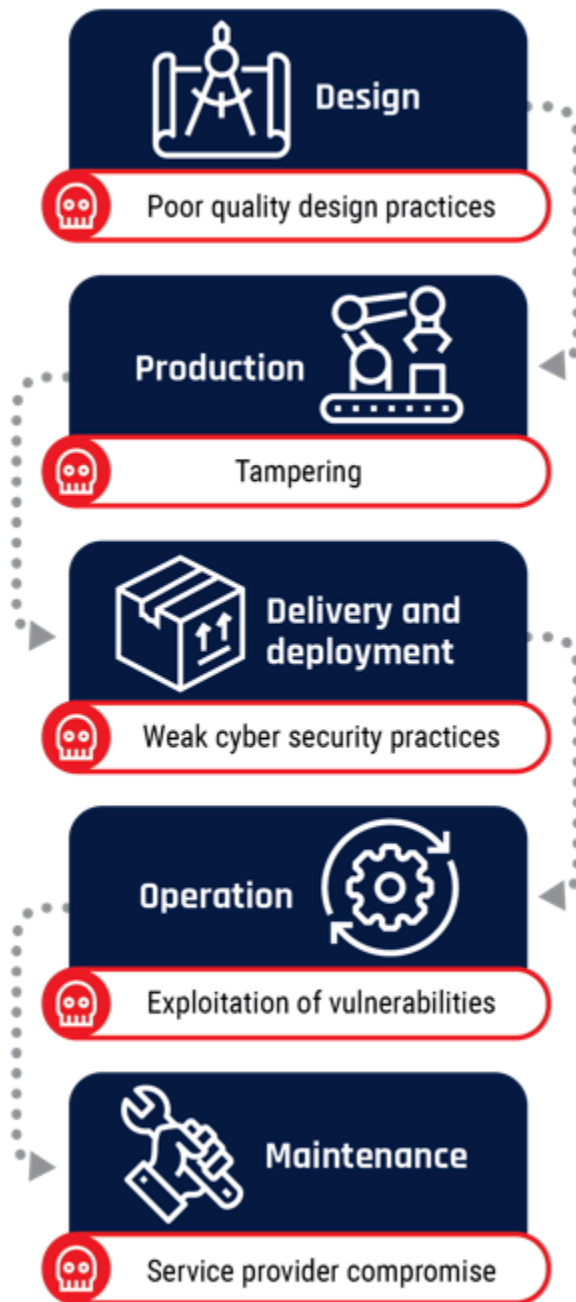 Design
Poor quality design practices
Production
Tampering
Delivery and
deployment
Weak cyber security practices
Operation
Exploitation of vulnerabilities
Maintenance
Service provider compromise